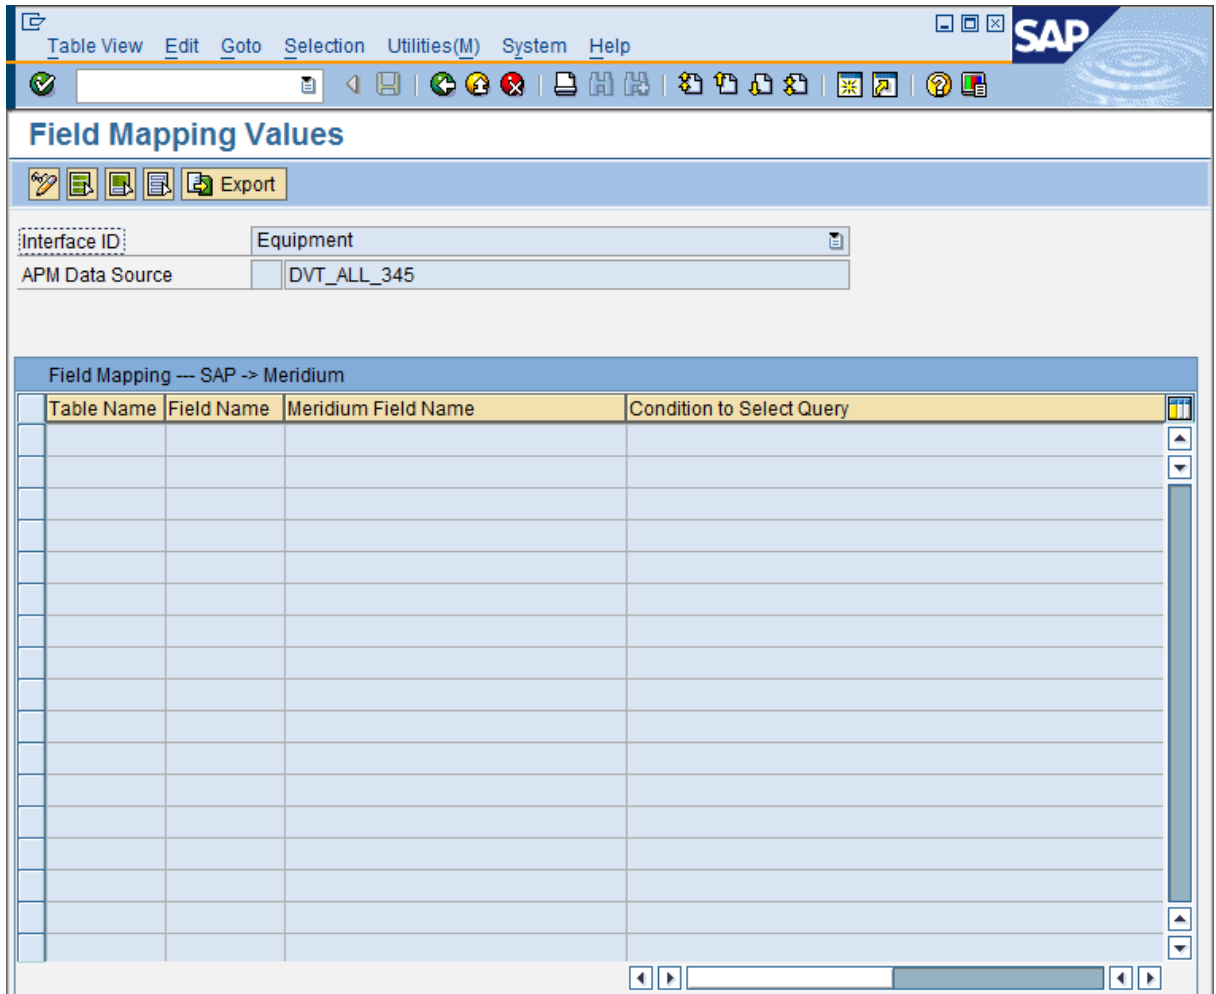 SAP
Table View Edit Goto Selection Utilities(M) System Help
Field Mapping Values
Export
Interface ID: Equipment
APM Data Source DVT_ALL_345
Field Mapping --- SAP -> Meridium
Table Name Field Name Meridium Field Name Condition to Select Query